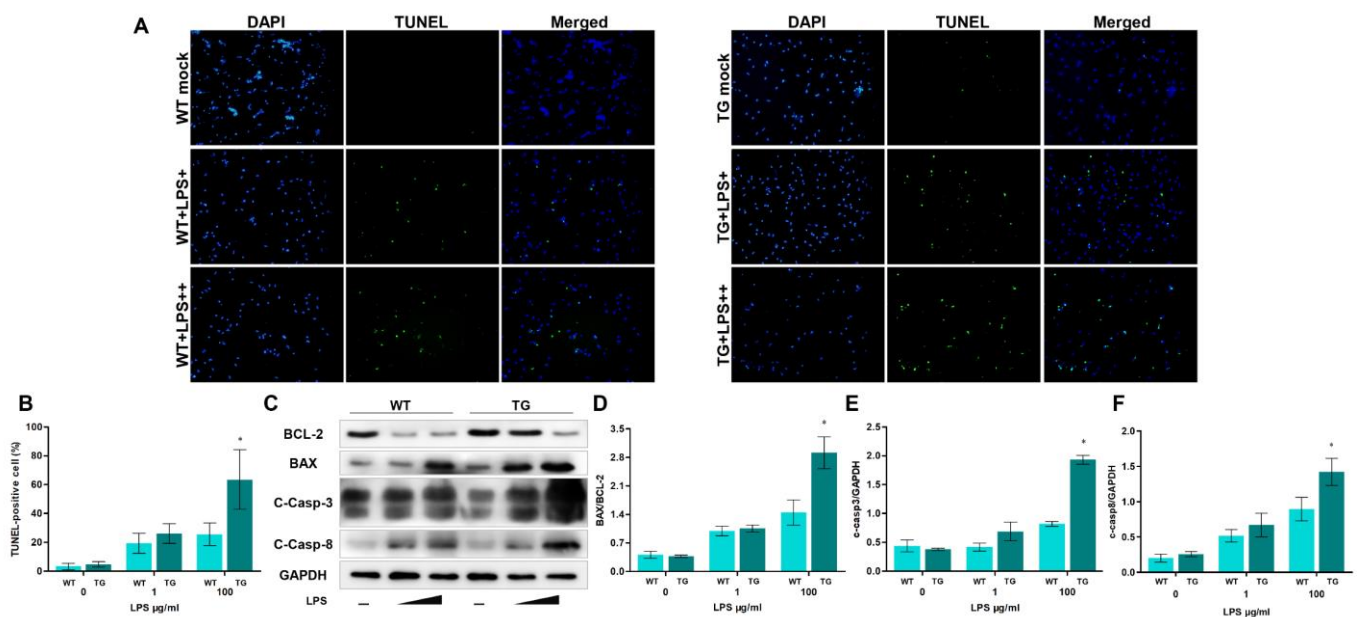 A
DAPI TUNEL Merged
DAPI TUNEL Merged
WT mock
TG mock
WT+LPS+
TG+LPS+
WT+LPS++
TG+LPS++
B
TUNEL-positive cell (%)
100
80
60
40
20
0
*
WT TG WT TG WT TG
0 1 100
LPS µg/ml
C
WT TG
BCL-2
BAX
C-Casp-3
C-Casp-8
GAPDH
LPS
D
BAX/BCL-2
3.5
2.8
2.1
1.4
0.7
0.0
*
WT TG WT TG WT TG
0 1 100
LPS µg/ml
E
c-casp3/GAPDH
2.5
2.0
1.5
1.0
0.5
0.0
*
WT TG WT TG WT TG
0 1 100
LPS µg/ml
F
c-casp8/GAPDH
2.0
1.5
1.0
0.5
0.0
*
WT TG WT TG WT TG
0 1 100
LPS µg/ml